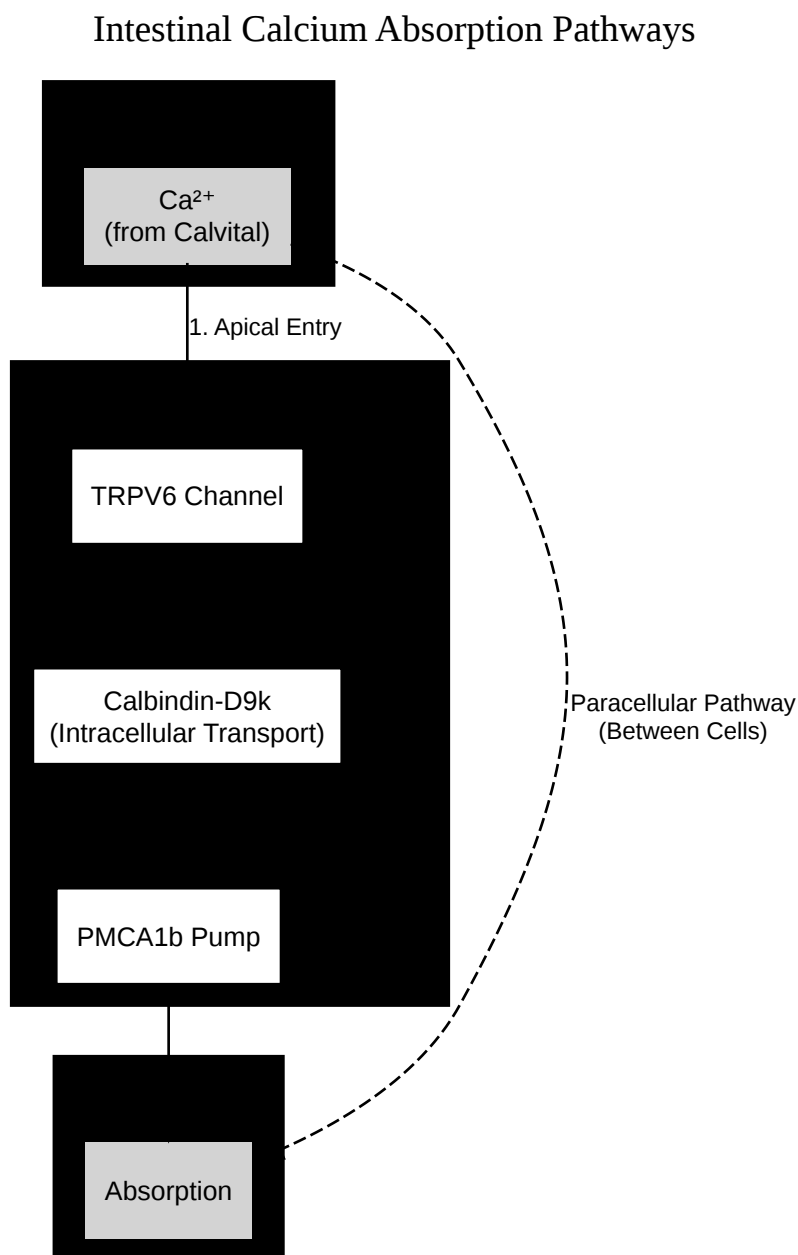 Intestinal Calcium Absorption Pathways
Ca²⁺
(from Calvital)
1. Apical Entry
TRPV6 Channel
Calbindin-D9k
(Intracellular Transport)
Paracellular Pathway
(Between Cells)
PMCA1b Pump
Absorption